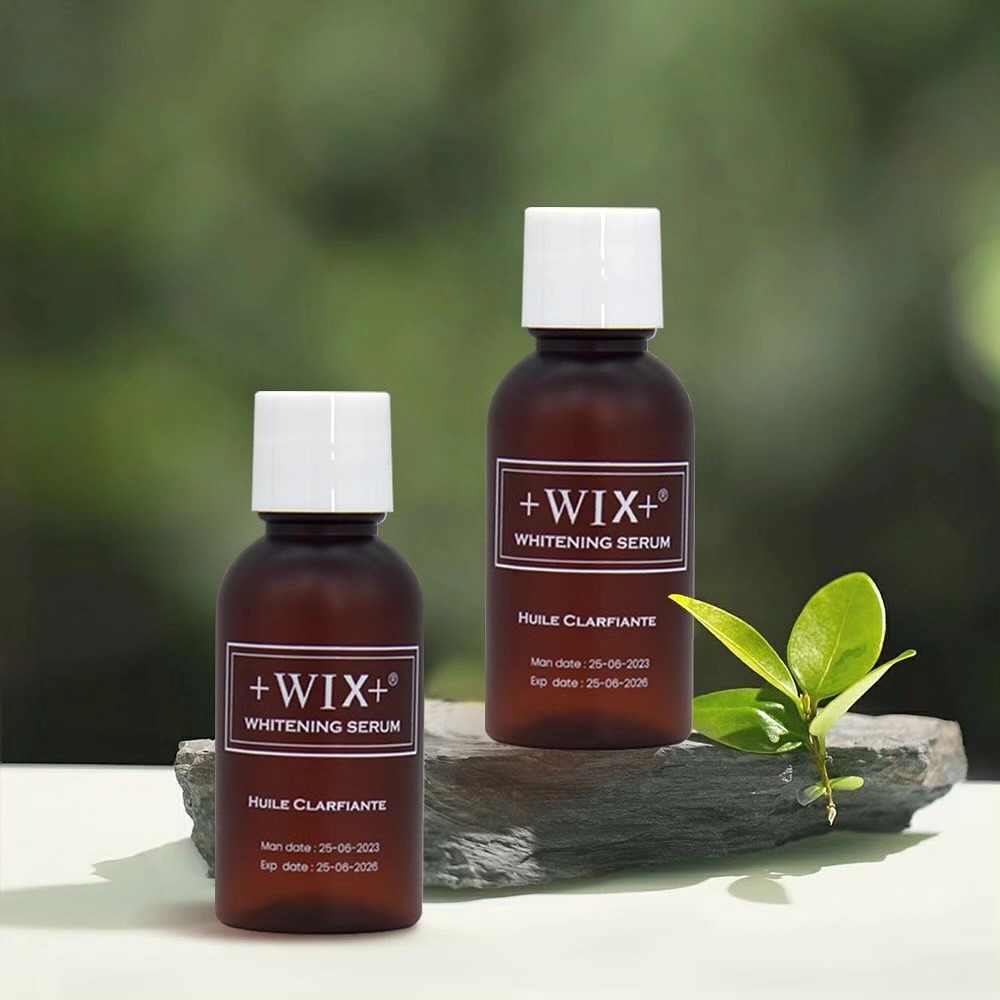 +WIX+®
WHITENING SERUM
HUILE CLARFIANTE
Man date : 25-06-2023
Exp date : 25-06-2026
+WIX+®
WHITENING SERUM
HUILE CLARFIANTE
Man date : 25-06-2023
Exp date : 25-06-2026